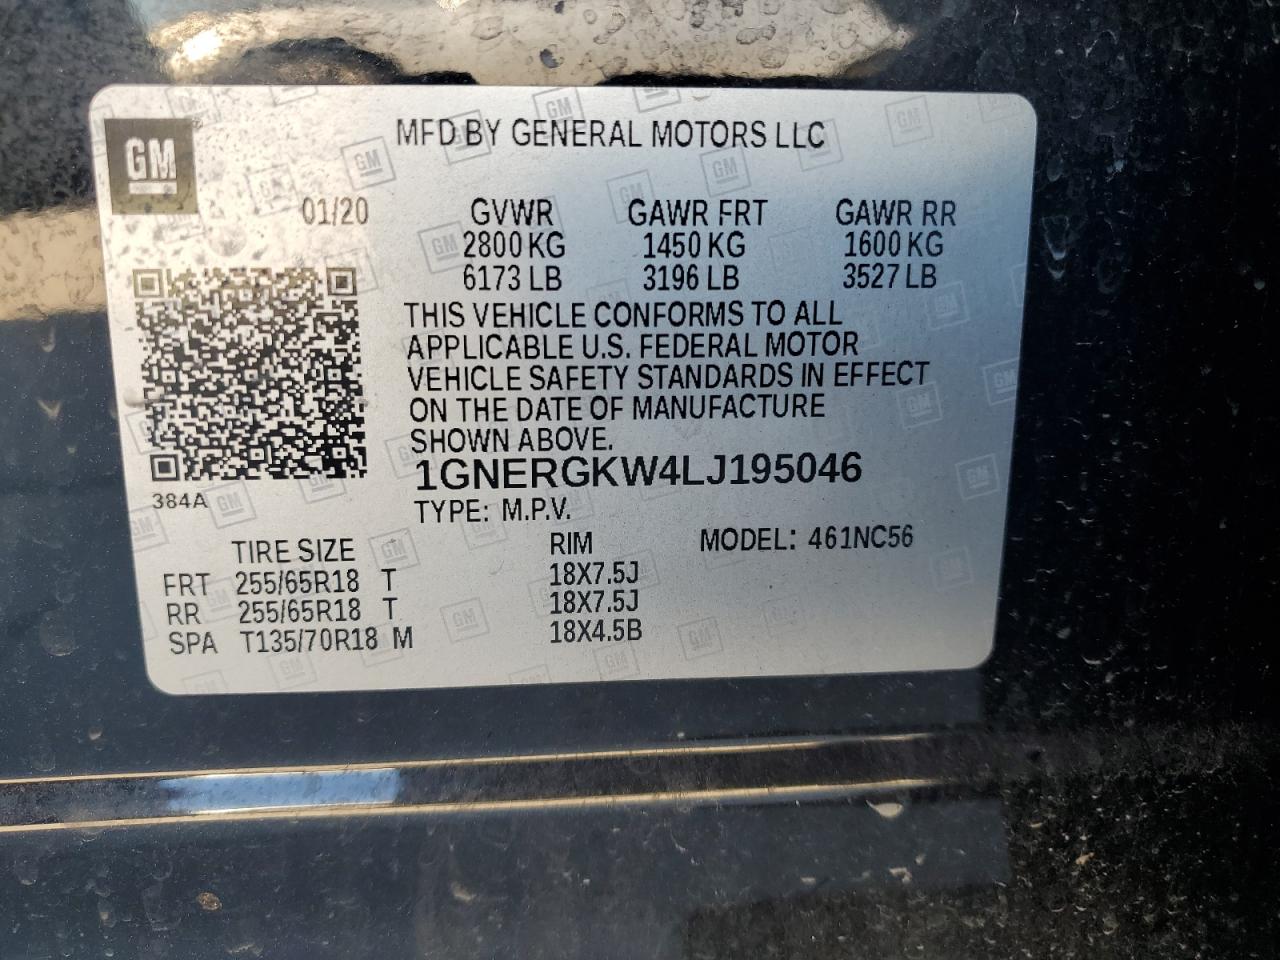 GM
MFD BY GENERAL MOTORS LLC
01/20 GVWR GAWR FRT GAWR RR
2800 KG 1450 KG 1600 KG
6173 LB 3196 LB 3527 LB
THIS VEHICLE CONFORMS TO ALL
APPLICABLE U.S. FEDERAL MOTOR
VEHICLE SAFETY STANDARDS IN EFFECT
ON THE DATE OF MANUFACTURE
SHOWN ABOVE.
1GNERGKW4LJ195046
384A
TYPE: M.P.V.
TIRE SIZE RIM MODEL: 461NC56
FRT 255/65R18 T 18X7.5J
RR 255/65R18 T 18X7.5J
SPA T135/70R18 M 18X4.5B